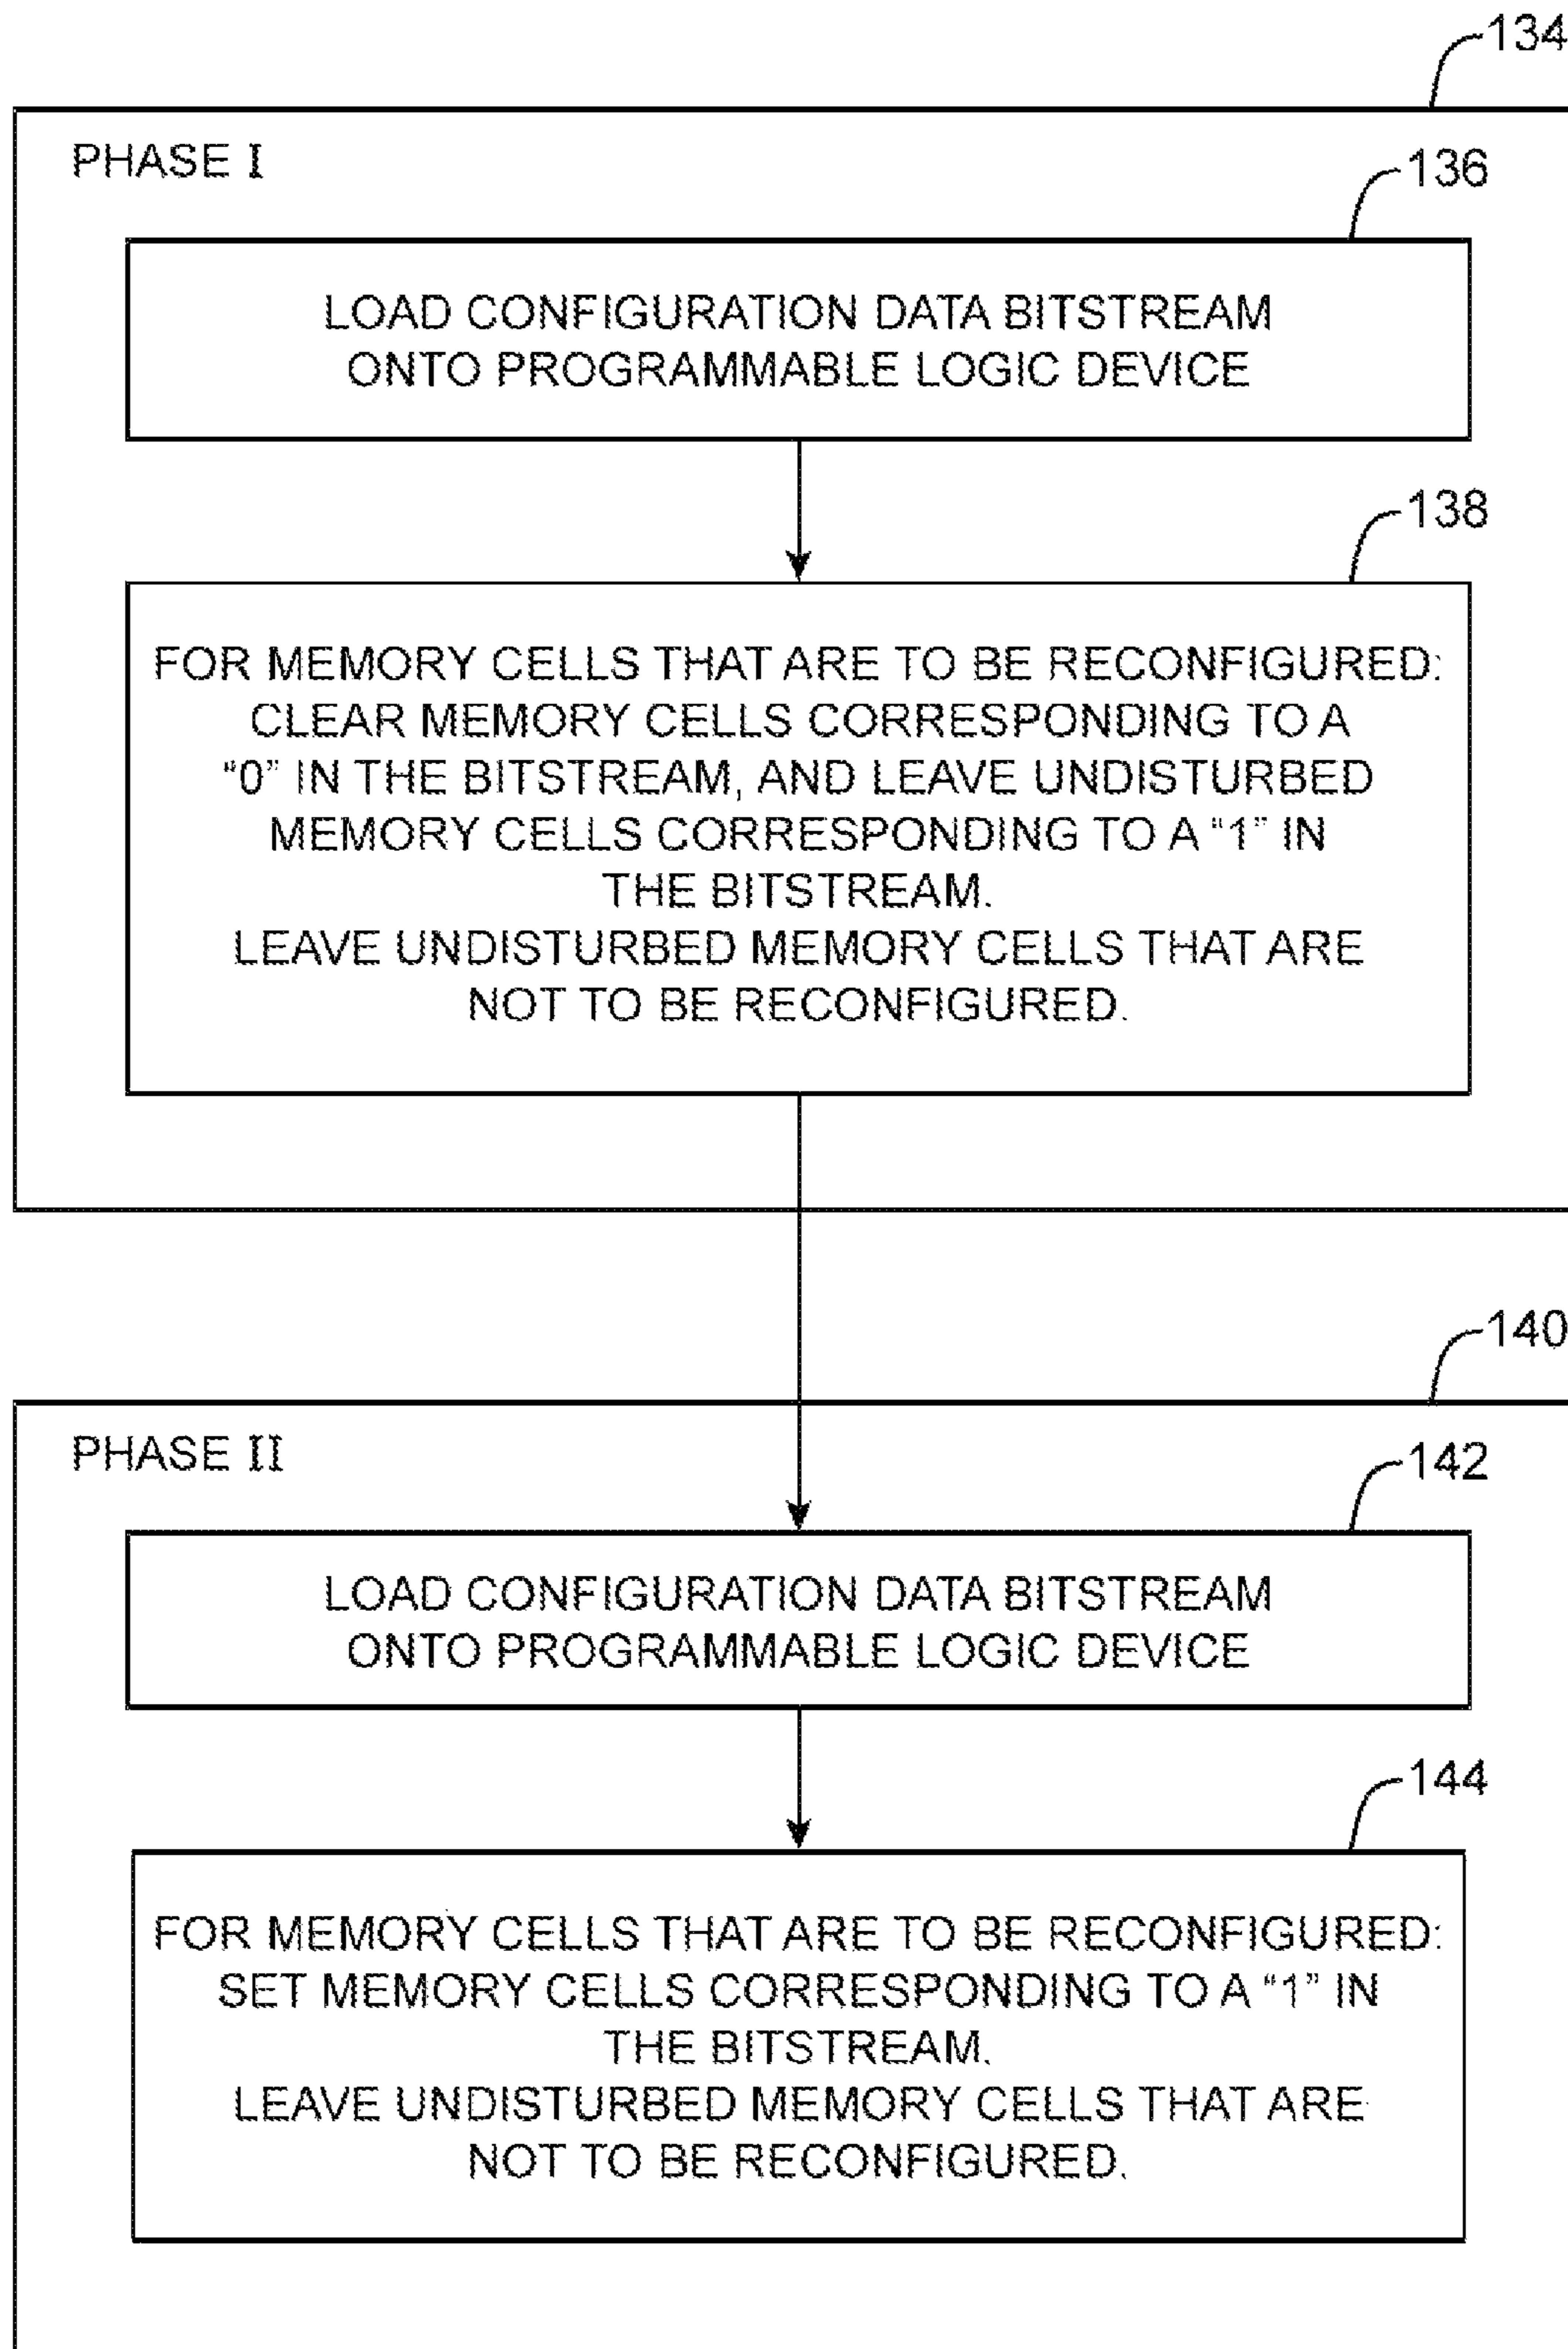 134
PHASE I
136
LOAD CONFIGURATION DATA BITSTREAM
ONTO PROGRAMMABLE LOGIC DEVICE
138
FOR MEMORY CELLS THAT ARE TO BE RECONFIGURED:
CLEAR MEMORY CELLS CORRESPONDING TO A
“0” IN THE BITSTREAM, AND LEAVE UNDISTURBED
MEMORY CELLS CORRESPONDING TO A “1” IN
THE BITSTREAM.
LEAVE UNDISTURBED MEMORY CELLS THAT ARE
NOT TO BE RECONFIGURED.
140
PHASE II
142
LOAD CONFIGURATION DATA BITSTREAM
ONTO PROGRAMMABLE LOGIC DEVICE
144
FOR MEMORY CELLS THAT ARE TO BE RECONFIGURED:
SET MEMORY CELLS CORRESPONDING TO A “1” IN
THE BITSTREAM.
LEAVE UNDISTURBED MEMORY CELLS THAT ARE
NOT TO BE RECONFIGURED.